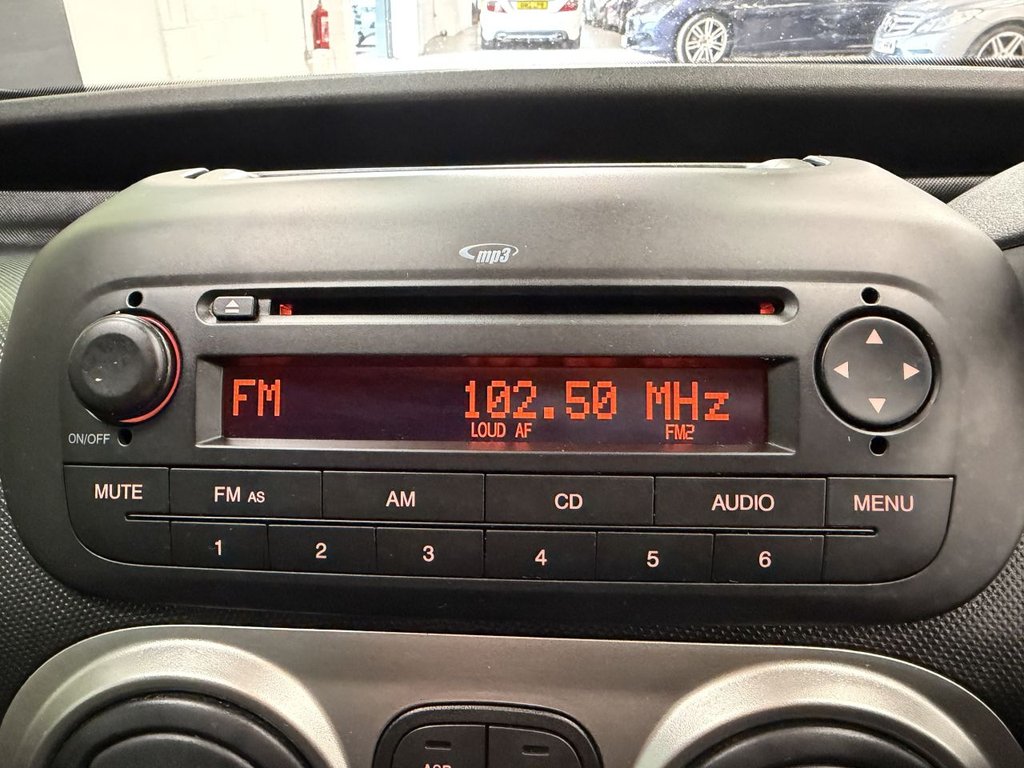 mp3
FM 102.50 MHz
LOUD AF FM2
ON/OFF
MUTE FM AS AM CD AUDIO MENU
1 2 3 4 5 6